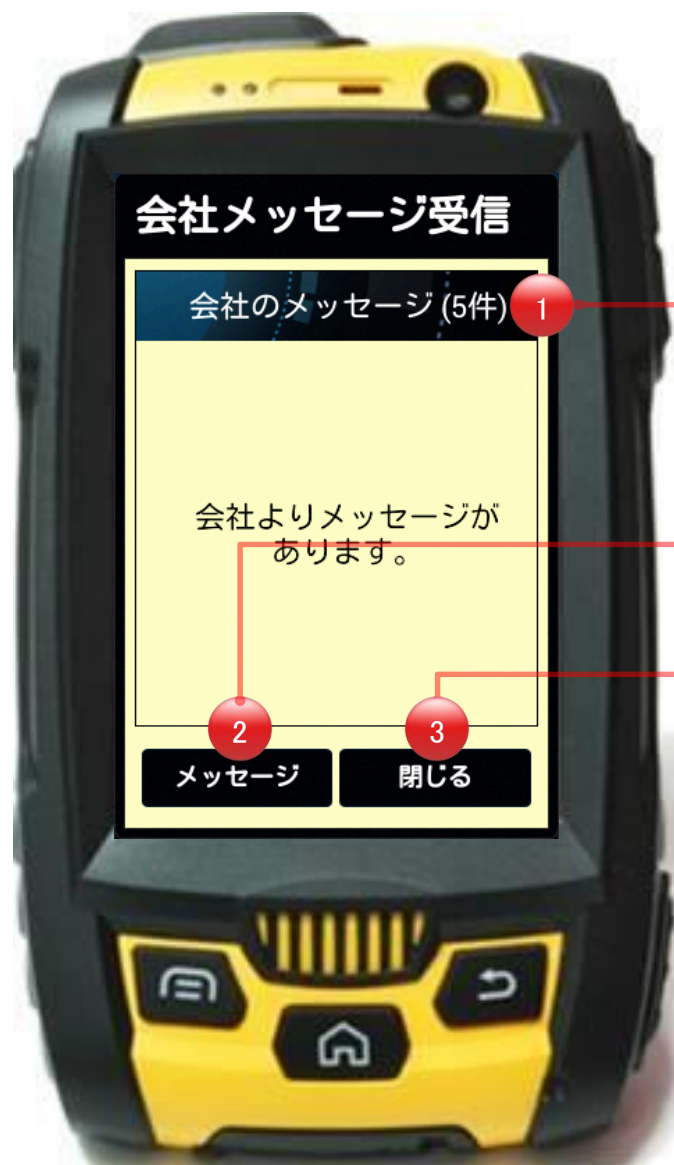 会社メッセージ受信
会社のメッセージ (5件)
1
会社よりメッセージが
あります。
2
3
メッセージ
閉じる